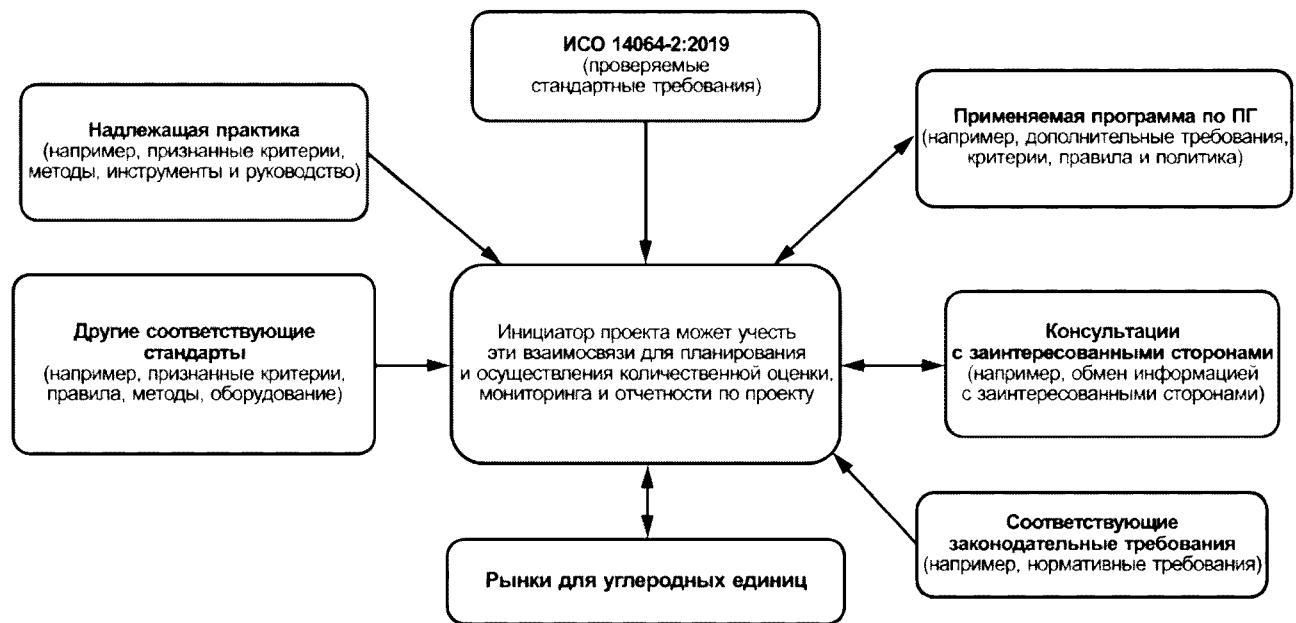 ИСО 14064-2:2019
(проверяемые
стандартные требования)
Надлежащая практика
(например, признанные критерии,
методы, инструменты и руководство)
Применяемая программа по ПГ
(например, дополнительные требования,
критерии, правила и политика)
Другие соответствующие
стандарты
(например, признанные критерии,
правила, методы, оборудование)
Инициатор проекта может учесть
эти взаимосвязи для планирования
и осуществления количественной оценки,
мониторинга и отчетности по проекту
Консультации
с заинтересованными сторонами
(например, обмен информацией
с заинтересованными сторонами)
Соответствующие
законодательные требования
(например, нормативные требования)
Рынки для углеродных единиц